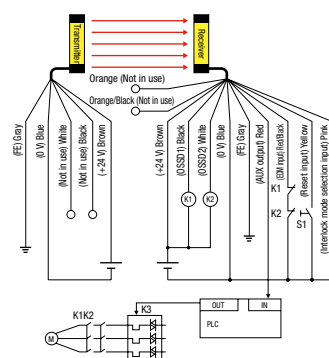 Transmitter
Receiver
Orange (Not in use)
Orange/Black (Not in use)
(FE) Gray
(0 V) Blue
(Not in use) White
(Not in use) Black
(+24 V) Brown
(+24 V) Brown
(OSSD1) Black
(OSSD2) White
(0 V) Blue
(FE) Gray
(AUX output) Red
(EDM input) Red/Black
(Reset input) Yellow
(Interlock mode selection input) Pink
K1
K2
K1
K2
S1
K1K2
K3
M
OUT
IN
PLC